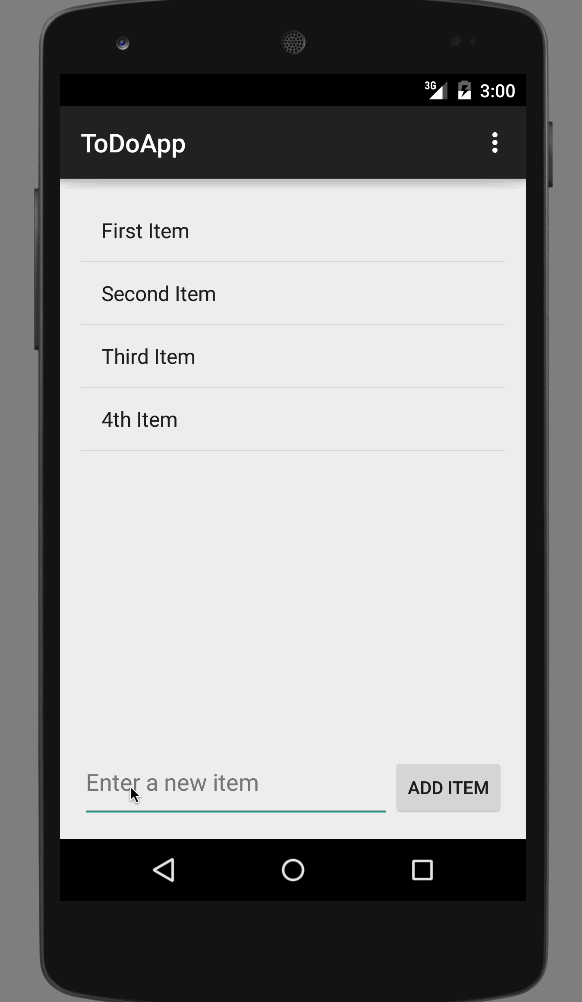 3G 3:00
ToDoApp
First Item
Second Item
Third Item
4th Item
Enter a new item ADD ITEM